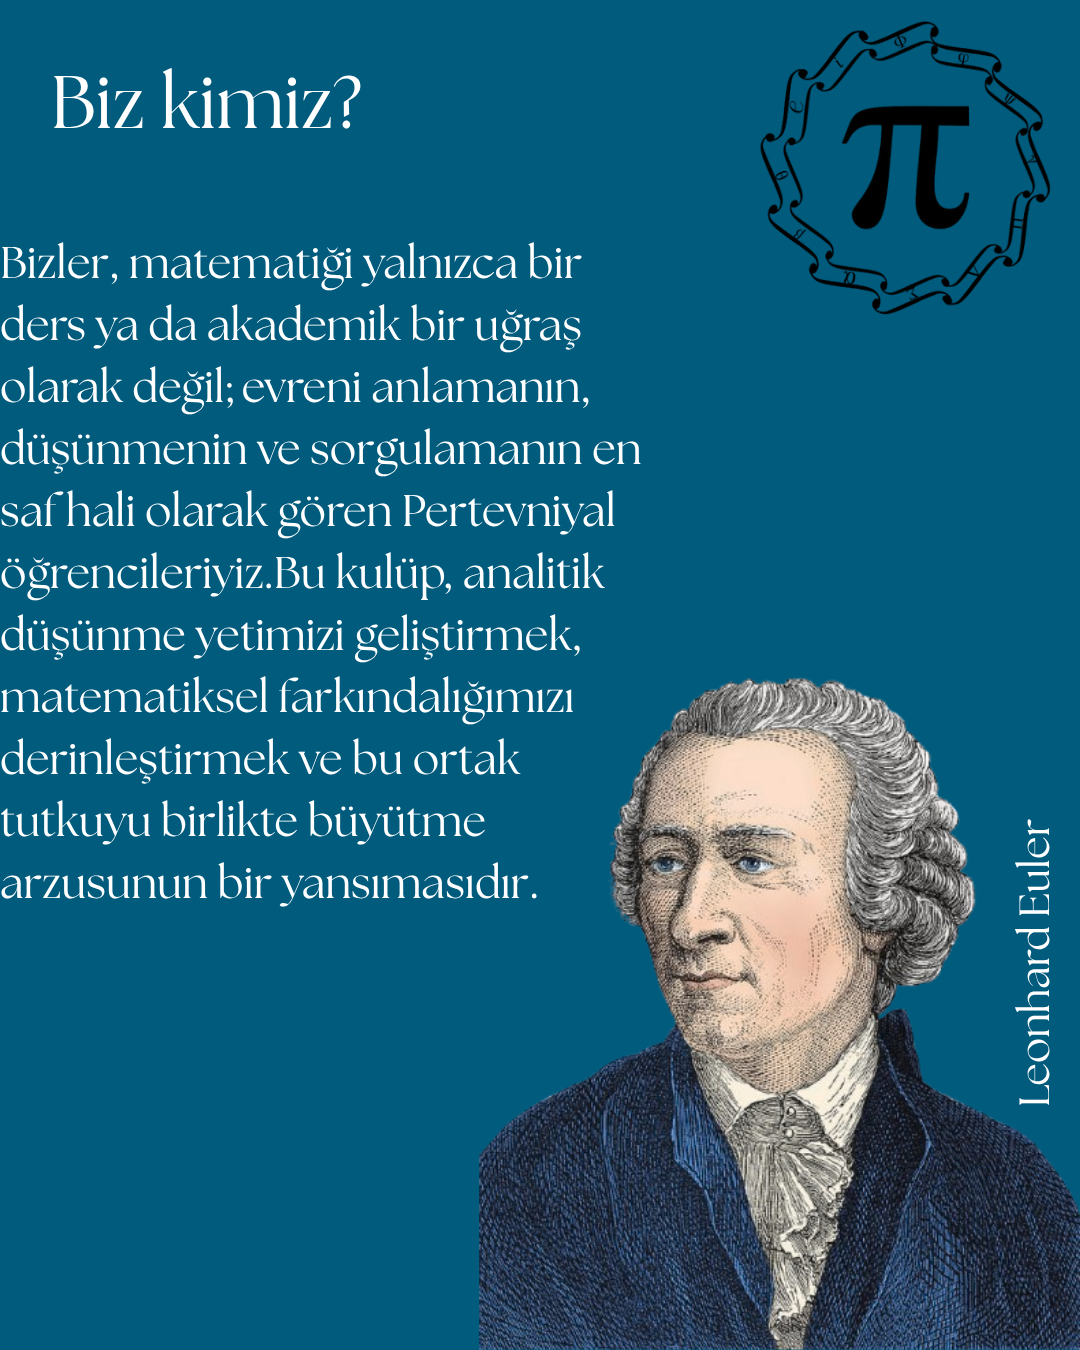 Biz kimiz?
π
Bizler, matematiği yalnızca bir
ders ya da akademik bir uğraş
olarak değil; evreni anlamanın,
düşünmenin ve sorgulamanın en
saf hali olarak gören Pertevniyal
öğrencileriyiz.Bu kulüp, analitik
düşünme yetimizi geliştirmek,
matematiksel farkındalığımızı
derinleştirmek ve bu ortak
tutkuyu birlikte büyütme
arzusunun bir yansımasıdır.
Leonhard Euler